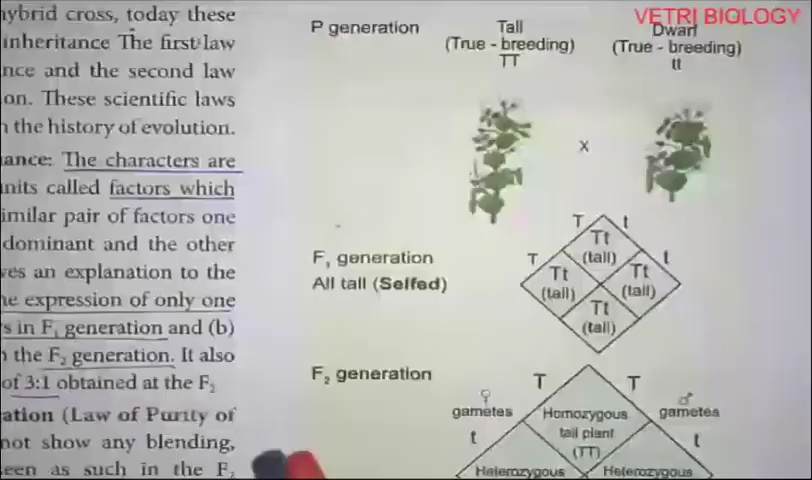 VETRI BIOLOGY
hybrid cross, today these
inheritance The first law
nce and the second law
on. These scientific laws
the history of evolution.
ance: The characters are
nits called factors which
imilar pair of factors one
dominant and the other
ves an explanation to the
he expression of only one
s in F₁ generation and (b)
the F₂ generation. It also
of 3:1 obtained at the F₂
ation (Law of Purity of
not show any blending,
seen as such in the F₂
P generation
Tall
(True - breeding)
TT
Dwarf
(True - breeding)
tt
x
F₁ generation
All tall (Selfed)
T
t
T
t
Tt
(tall)
Tt
(tall)
Tt
(tall)
Tt
(tall)
F₂ generation
T
T
♀
gametes
♂
gametes
t
t
Homozygous
tall plant
(TT)
Heterozygous
Heterozygous